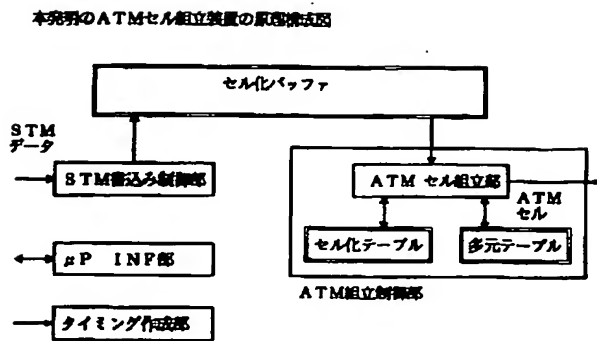 本発明のATMセル組立装置の原理構成図
セル化バッファ
STM
データ
STM書込み制御部
ATM セル組立部
ATM
セル
セル化テーブル
多元テーブル
μP INF部
ATM組立制御部
タイミング作成部